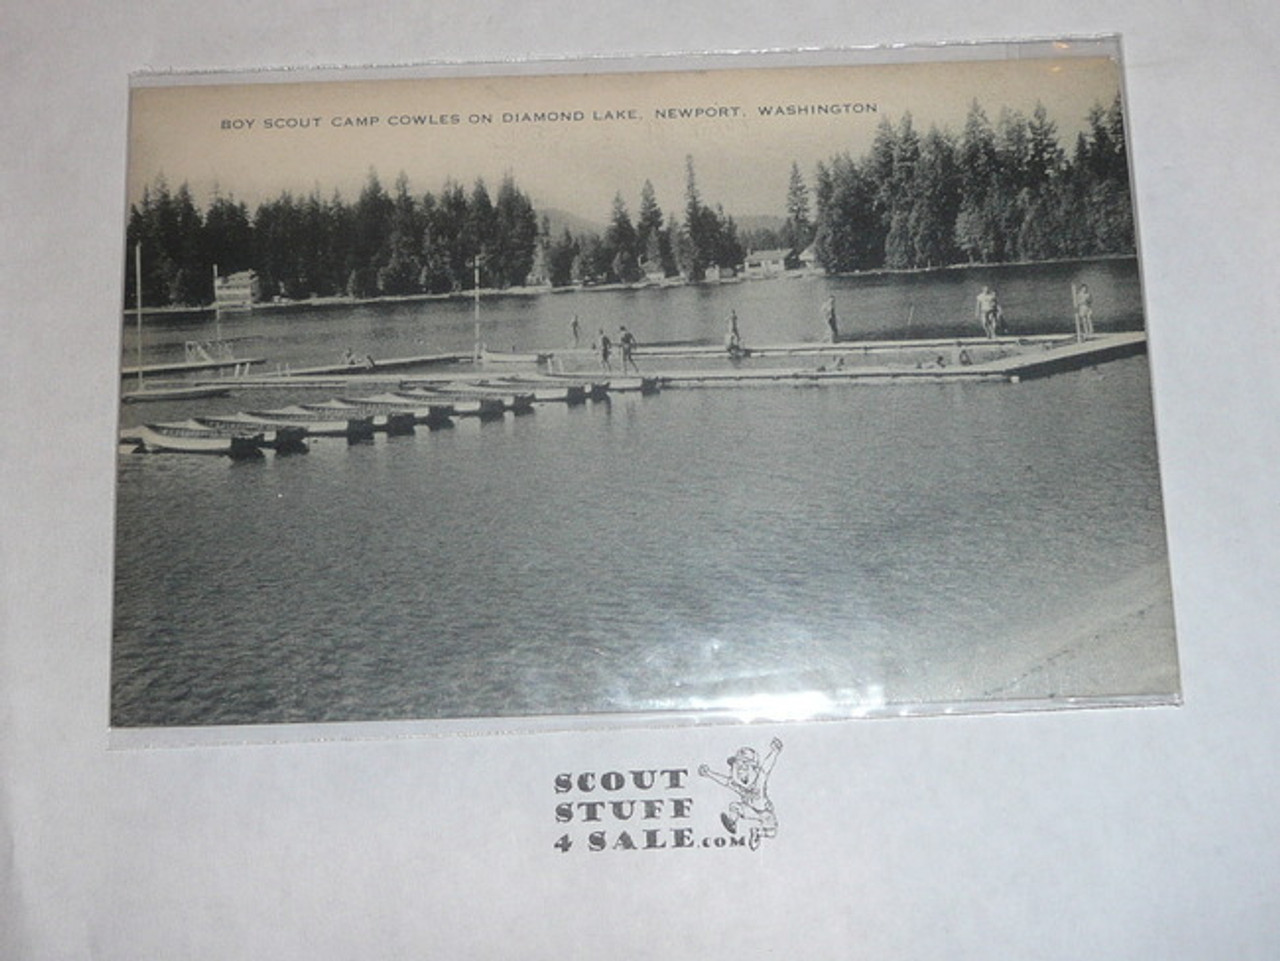 BOY SCOUT CAMP COWLES ON DIAMOND LAKE, NEWPORT, WASHINGTON
SCOUT
STUFF
4 SALE.COM